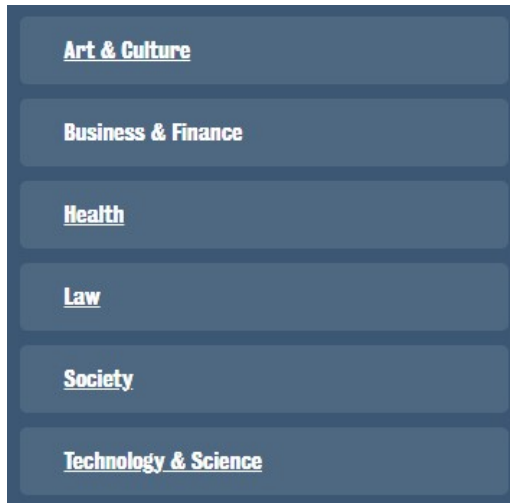 Art & Culture
Business & Finance
Health
Law
Society
Technology & Science